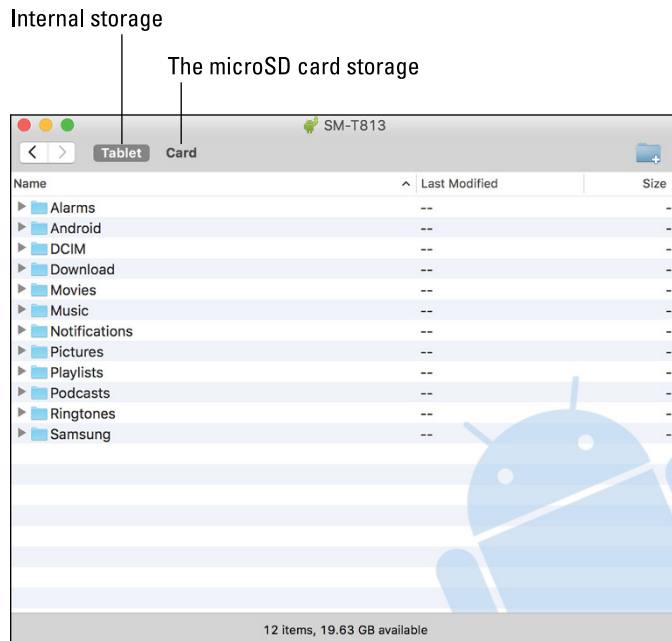 Internal storage
The microSD card storage
SM-T813
Tablet Card
Name Last Modified Size
Alarms -- -
Android -- -
DCIM -- -
Download -- -
Movies -- -
Music -- -
Notifications -- -
Pictures -- -
Playlists -- -
Podcasts -- -
Ringtones -- -
Samsung -- -
12 items, 19.63 GB available